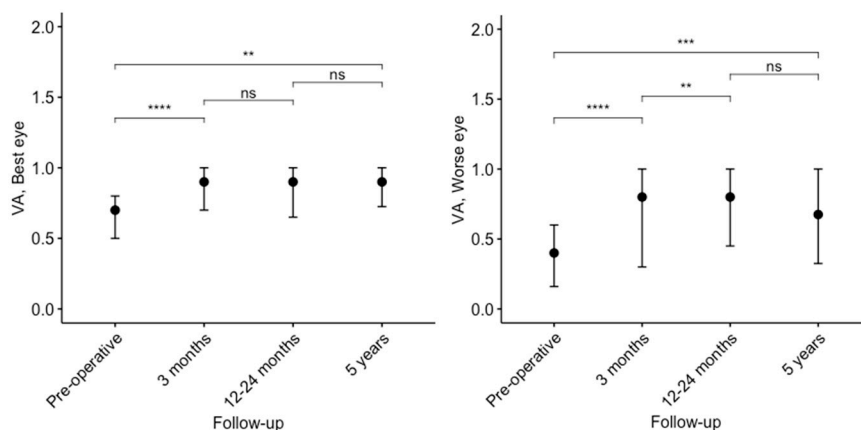 2.0
1.5
1.0
0.5
0.0
VA, Best eye
**
ns
ns
****
Pre-operative
3 months
12-24 months
5 years
Follow-up
2.0
1.5
1.0
0.5
0.0
VA, Worse eye
***
ns
**
****
Pre-operative
3 months
12-24 months
5 years
Follow-up